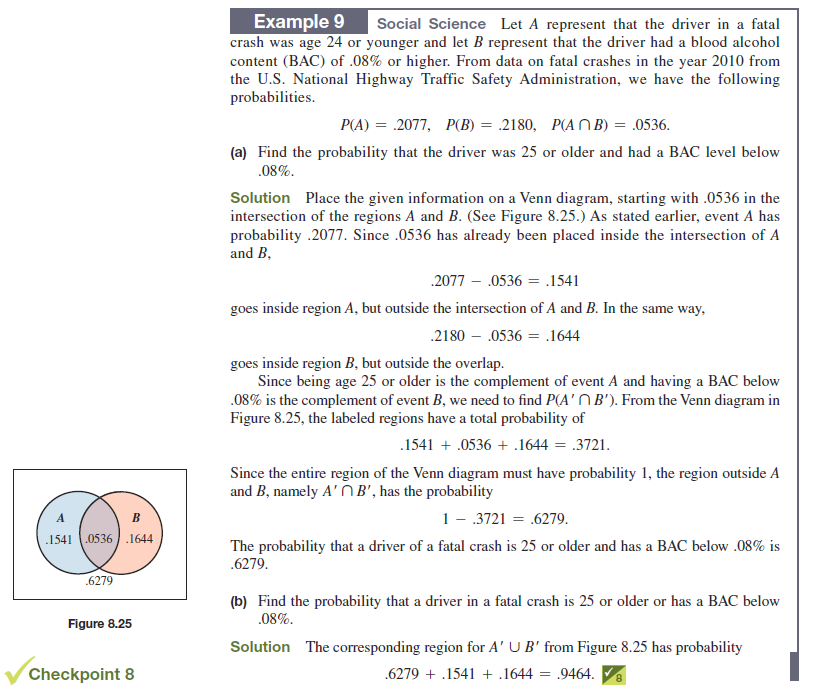 Example 9 Social Science Let A represent that the driver in a fatal
crash was age 24 or younger and let B represent that the driver had a blood alcohol
content (BAC) of .08% or higher. From data on fatal crashes in the year 2010 from
the U.S. National Highway Traffic Safety Administration, we have the following
probabilities.
P(A) = .2077, P(B) = .2180, P(A ∩ B) = .0536.
(a) Find the probability that the driver was 25 or older and had a BAC level below
.08%.
Solution Place the given information on a Venn diagram, starting with .0536 in the
intersection of the regions A and B. (See Figure 8.25.) As stated earlier, event A has
probability .2077. Since .0536 has already been placed inside the intersection of A
and B,
.2077 − .0536 = .1541
goes inside region A, but outside the intersection of A and B. In the same way,
.2180 − .0536 = .1644
goes inside region B, but outside the overlap.
Since being age 25 or older is the complement of event A and having a BAC below
.08% is the complement of event B, we need to find P(A′ ∩ B′). From the Venn diagram in
Figure 8.25, the labeled regions have a total probability of
.1541 + .0536 + .1644 = .3721.
Since the entire region of the Venn diagram must have probability 1, the region outside A
and B, namely A′ ∩ B′, has the probability
1 − .3721 = .6279.
The probability that a driver of a fatal crash is 25 or older and has a BAC below .08% is
.6279.
A B
.1541 .0536 .1644
.6279
Figure 8.25
(b) Find the probability that a driver in a fatal crash is 25 or older or has a BAC below
.08%.
Solution The corresponding region for A′ ∪ B′ from Figure 8.25 has probability
.6279 + .1541 + .1644 = .9464. 8
Checkpoint 8